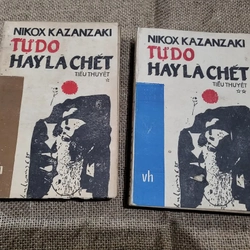 NIKOX KAZANZAKI
TỰ DO
HAY LÀ CHẾT
TIỂU THUYẾT
*
NIKOX KAZANZAKI
TỰ DO
HAY LÀ CHẾT
TIỂU THUYẾT
**
vh